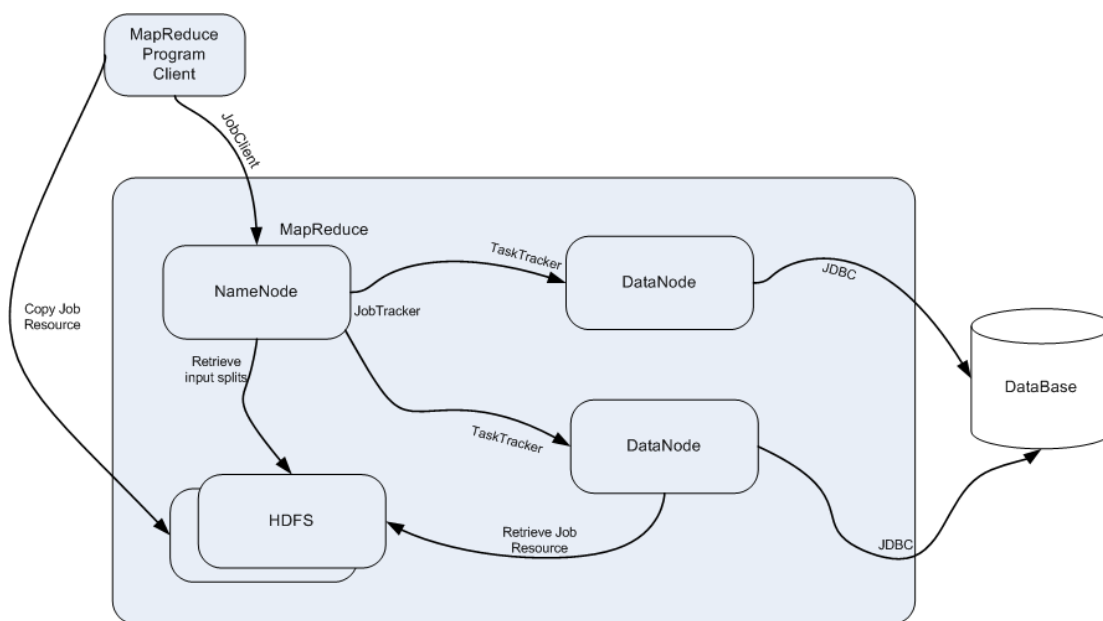 MapReduce
Program
Client
JobClient
MapReduce
NameNode
TaskTracker
DataNode
JDBC
JobTracker
Copy Job
Resource
Retrieve
input splits
DataBase
TaskTracker
DataNode
HDFS
Retrieve Job
Resource
JDBC